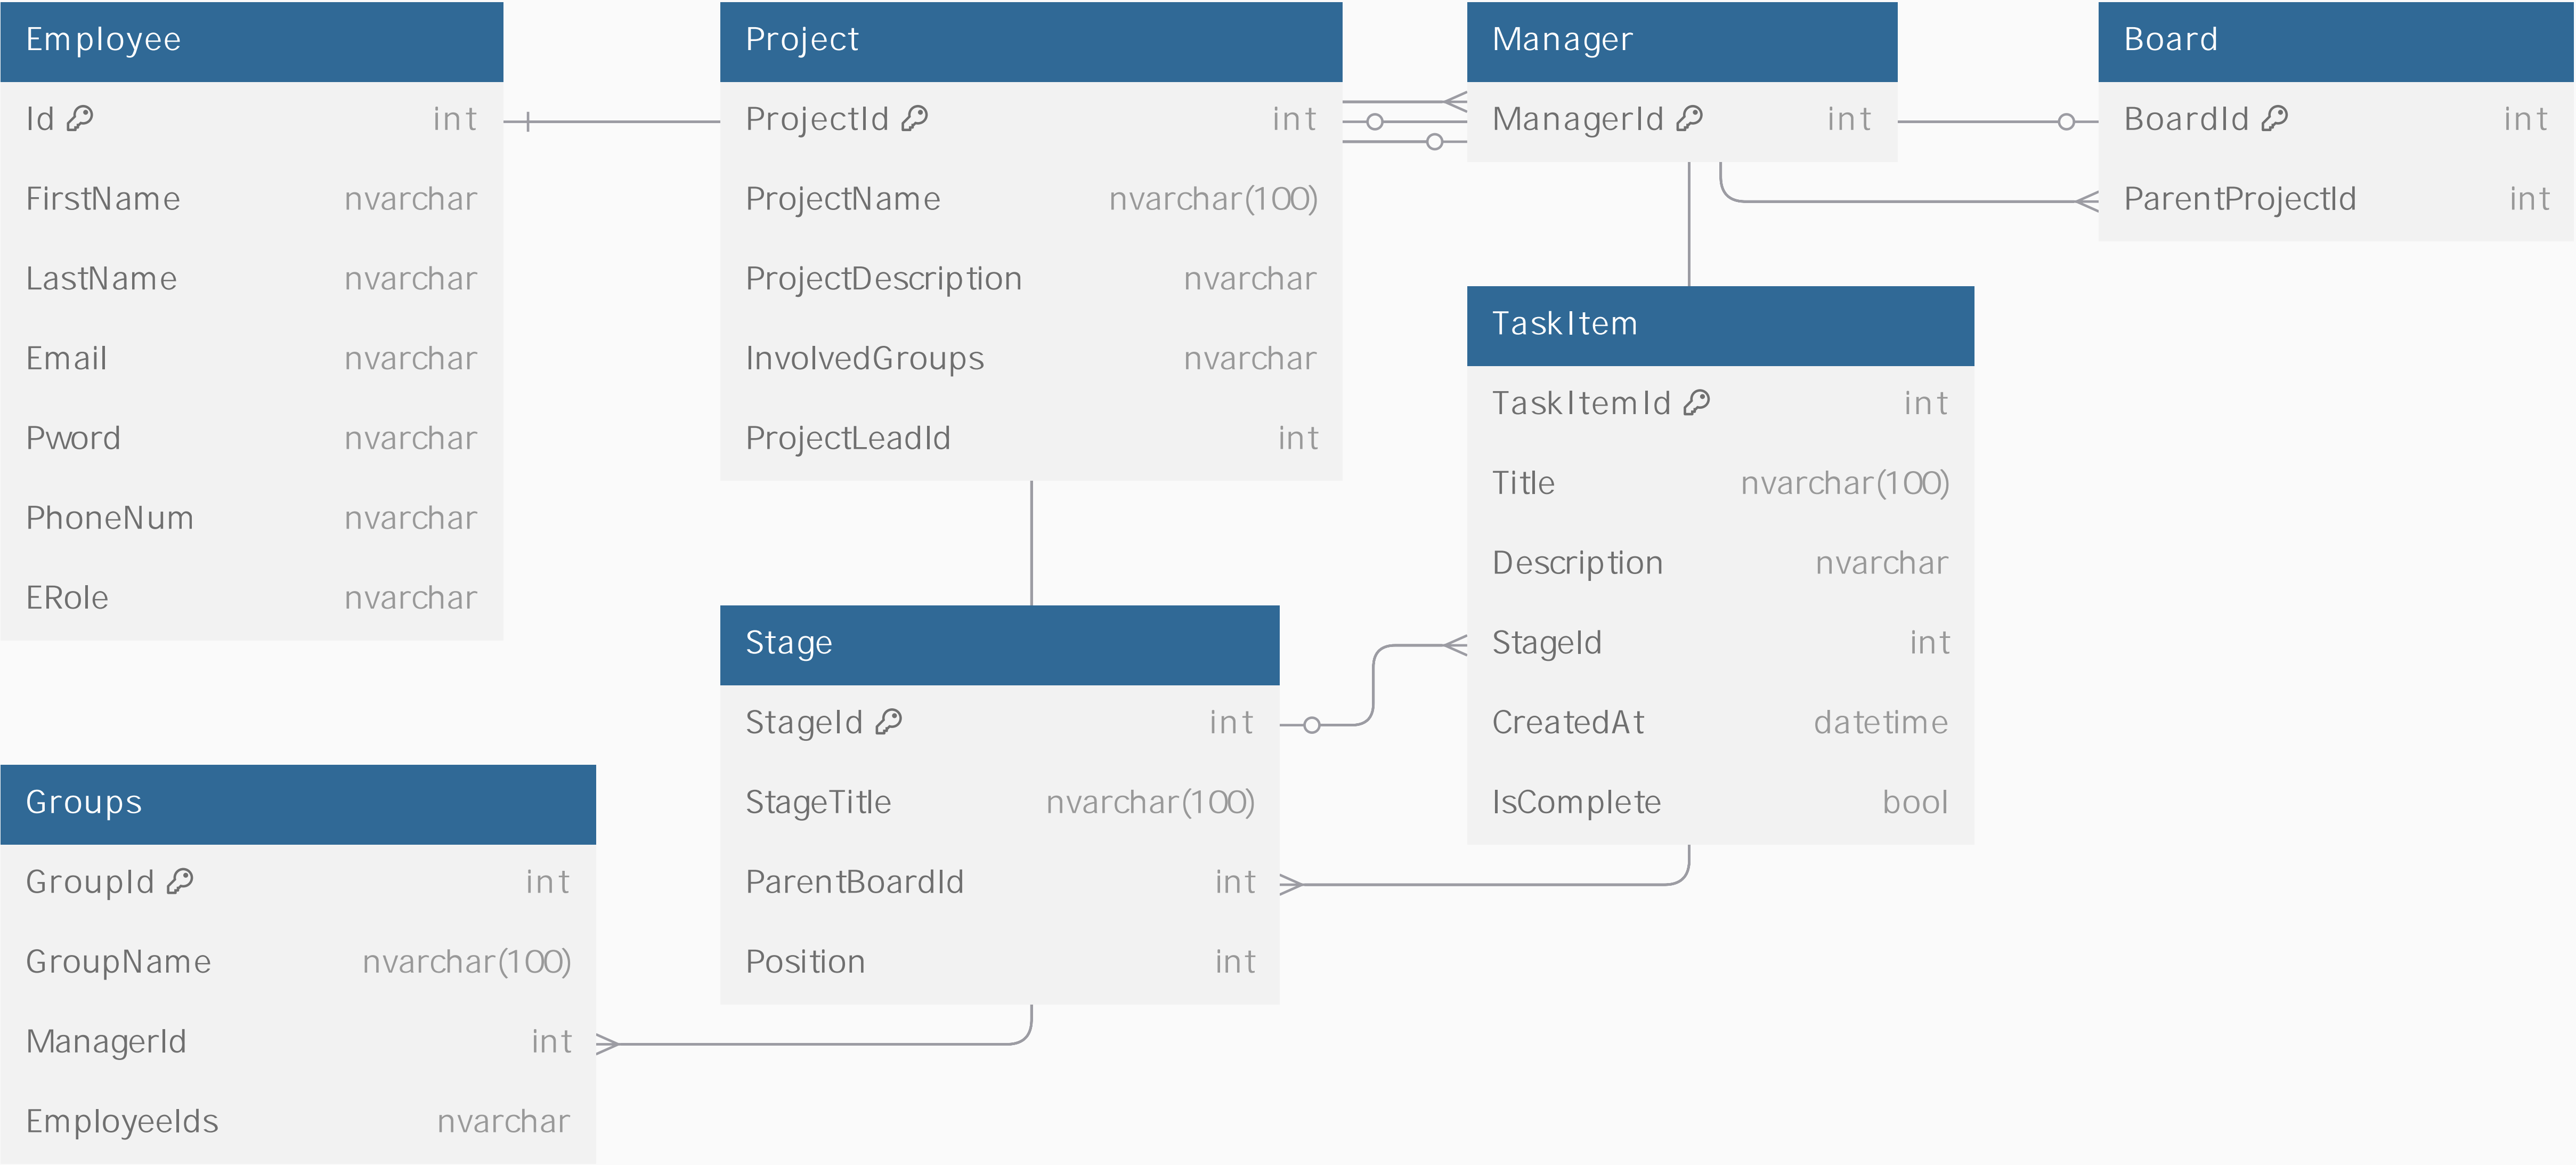 Employee
Id int
FirstName nvarchar
LastName nvarchar
Email nvarchar
Pword nvarchar
PhoneNum nvarchar
ERole nvarchar
Project
ProjectId int
ProjectName nvarchar(100)
ProjectDescription nvarchar
InvolvedGroups nvarchar
ProjectLeadId int
Manager
ManagerId int
Board
BoardId int
ParentProjectId int
TaskItem
TaskItemId int
Title nvarchar(100)
Description nvarchar
StageId int
CreatedAt datetime
IsComplete bool
Stage
StageId int
StageTitle nvarchar(100)
ParentBoardId int
Position int
Groups
GroupId int
GroupName nvarchar(100)
ManagerId int
EmployeeIds nvarchar